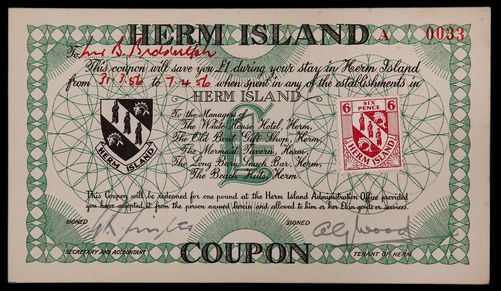 HERM ISLAND A 0033
To B. Biddulph
This coupon will save you £1 during your stay in Herm Island
from 31.3.56 to 7.4.56 when spent in any of the establishments in
HERM ISLAND
To the Managers of
The White House Hotel, Herm,
The Old Boat Gift Shop, Herm,
The Mermaid Tavern, Herm,
The Long Barn Snack Bar, Herm,
The Beach Huts, Herm.
HERM ISLAND
6 SIX PENCE 6
HERM ISLAND
This Coupon will be redeemed for one pound at the Herm Island Administration Office provided
you have accepted it from the person named herein and allowed to him or her £1 in goods or services.
SIGNED
SIGNED
A G Wood
SECRETARY AND ACCOUNTANT
COUPON
TENANT OF HERM